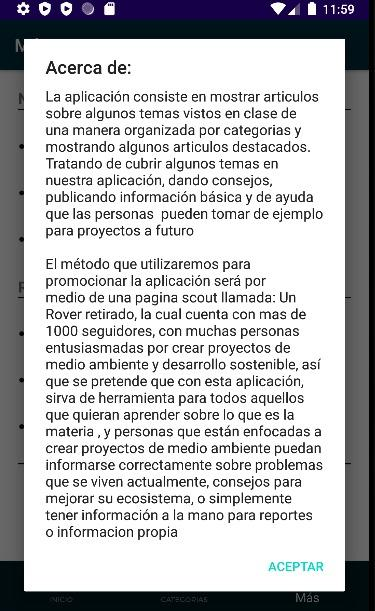 11:59
Acerca de:
La aplicación consiste en mostrar articulos
sobre algunos temas vistos en clase de
una manera organizada por categorias y
mostrando algunos articulos destacados.
Tratando de cubrir algunos temas en
nuestra aplicación, dando consejos,
publicando información básica y de ayuda
que las personas  pueden tomar de ejemplo
para proyectos a futuro
El método que utilizaremos para
promocionar la aplicación será por
medio de una pagina scout llamada: Un
Rover retirado, la cual cuenta con mas de
1000 seguidores, con muchas personas
entusiasmadas por crear proyectos de
medio ambiente y desarrollo sostenible, así
que se pretende que con esta aplicación,
sirva de herramienta para todos aquellos
que quieran aprender sobre lo que es la
materia , y personas que están enfocadas a
crear proyectos de medio ambiente puedan
informarse correctamente sobre problemas
que se viven actualmente, consejos para
mejorar su ecosistema, o simplemente
tener información a la mano para reportes
o informacion propia
ACEPTAR
INICIO CATEGORIAS Más